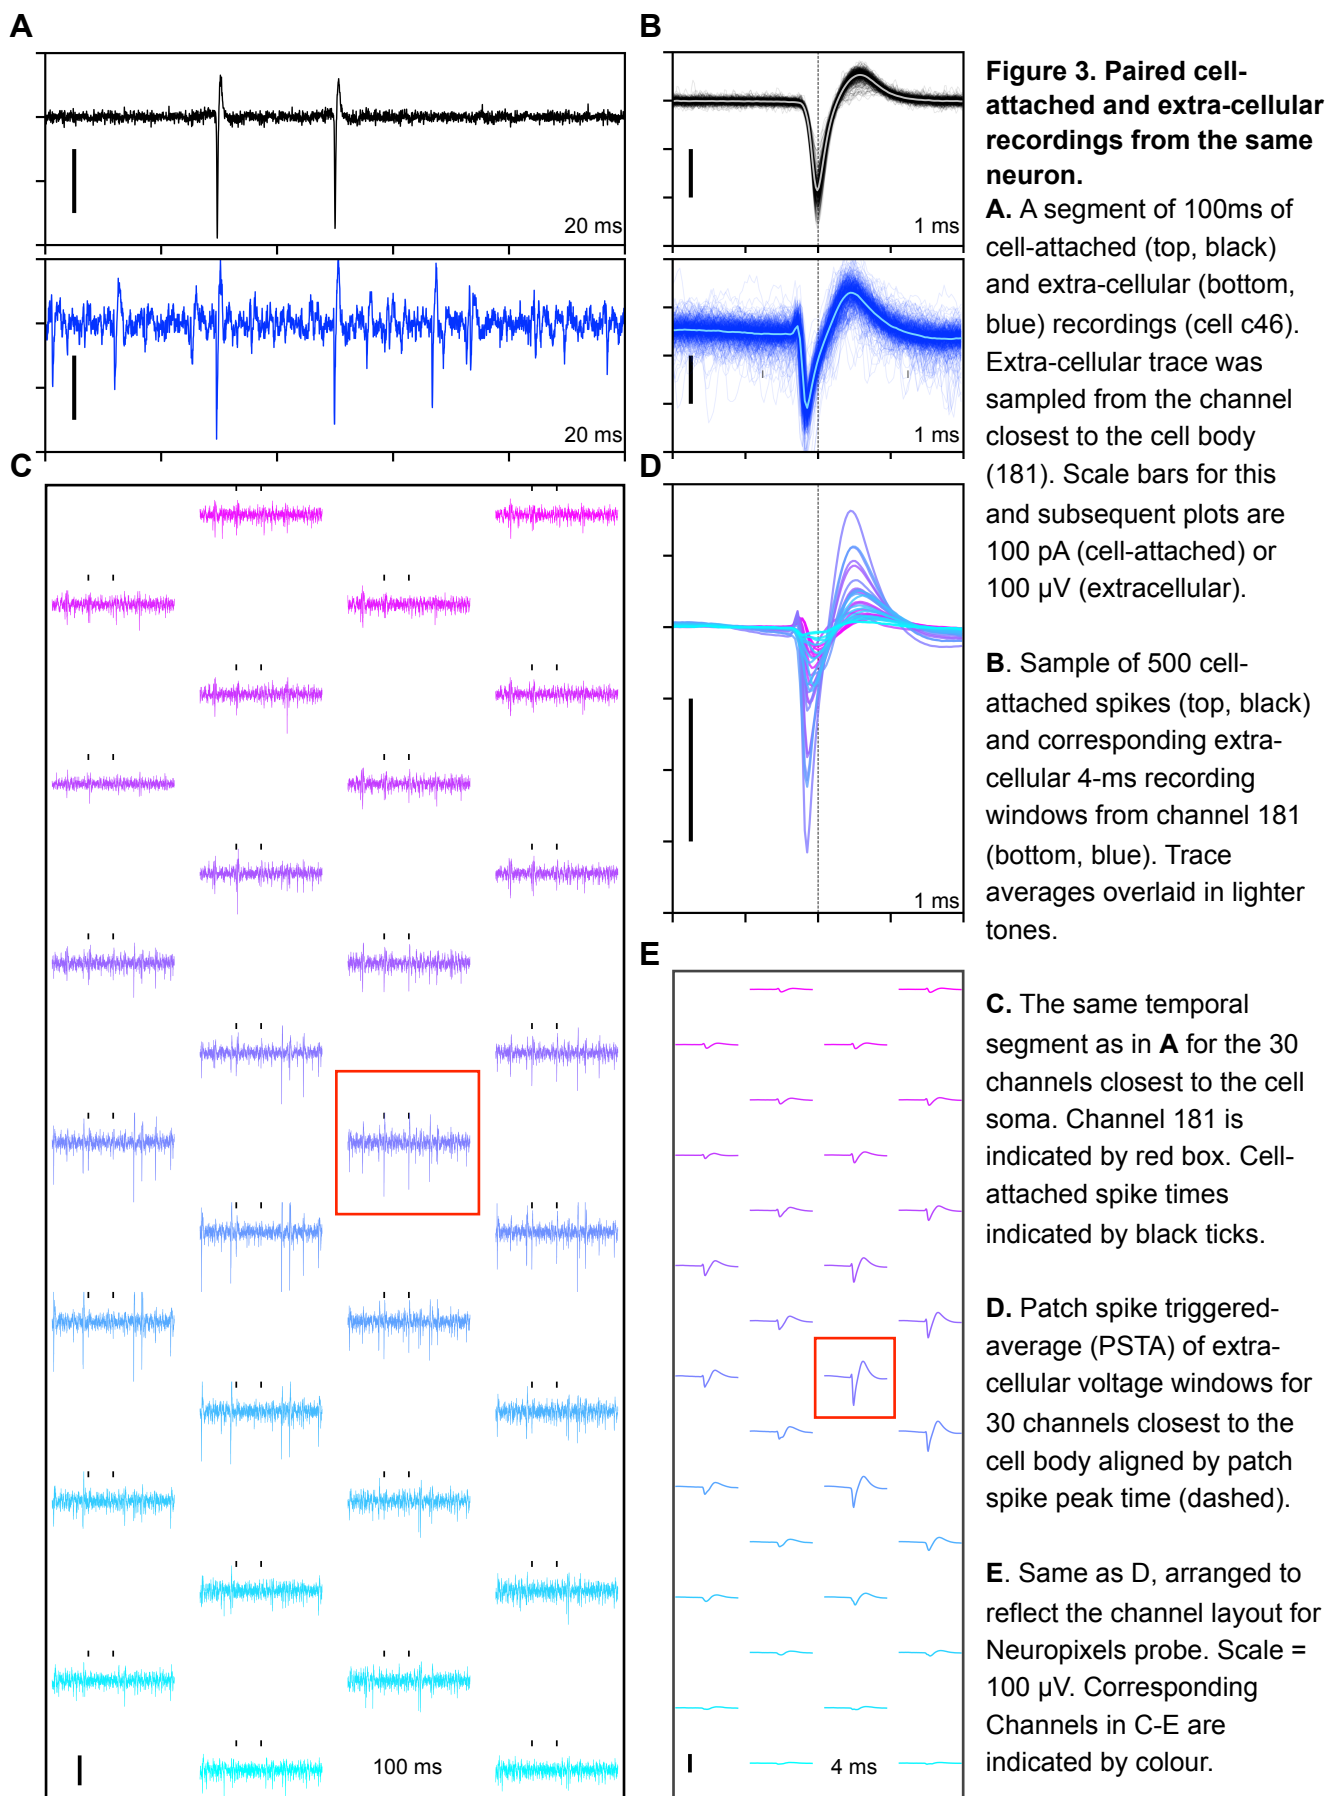 A
20 ms
20 ms
B
1 ms
1 ms
C
100 ms
D
1 ms
E
4 ms
Figure 3. Paired cell-
attached and extra-cellular
recordings from the same
neuron.
A. A segment of 100ms of
cell-attached (top, black)
and extra-cellular (bottom,
blue) recordings (cell c46).
Extra-cellular trace was
sampled from the channel
closest to the cell body
(181). Scale bars for this
and subsequent plots are
100 pA (cell-attached) or
100 µV (extracellular).
B. Sample of 500 cell-
attached spikes (top, black)
and corresponding extra-
cellular 4-ms recording
windows from channel 181
(bottom, blue). Trace
averages overlaid in lighter
tones.
C. The same temporal
segment as in A for the 30
channels closest to the cell
soma. Channel 181 is
indicated by red box. Cell-
attached spike times
indicated by black ticks.
D. Patch spike triggered-
average (PSTA) of extra-
cellular voltage windows for
30 channels closest to the
cell body aligned by patch
spike peak time (dashed).
E. Same as D, arranged to
reflect the channel layout for
Neuropixels probe. Scale =
100 µV. Corresponding
Channels in C-E are
indicated by colour.